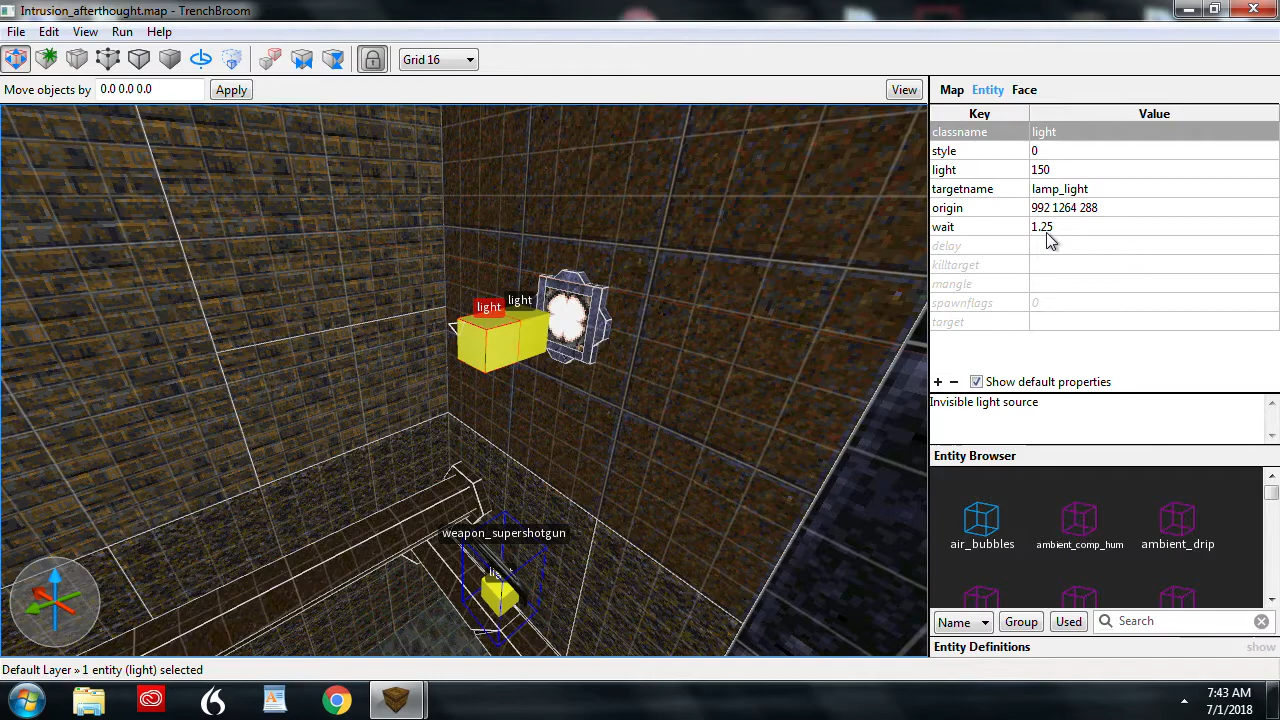 Intrusion_afterthought.map - TrenchBroom
File Edit View Run Help
Grid 16
Move objects by 0.0 0.0 0.0 Apply View
Map Entity Face
Key Value
classname light
style 0
light 150
targetname lamp_light
origin 992 1264 288
wait 1.25
delay
killtarget
mangle
spawnflags 0
target
+ - Show default properties
Invisible light source
light light
weapon_supershotgun
Entity Browser
air_bubbles ambient_comp_hum ambient_drip
Name Group Used Search
Entity Definitions show
Default Layer » 1 entity (light) selected
7:43 AM
7/1/2018